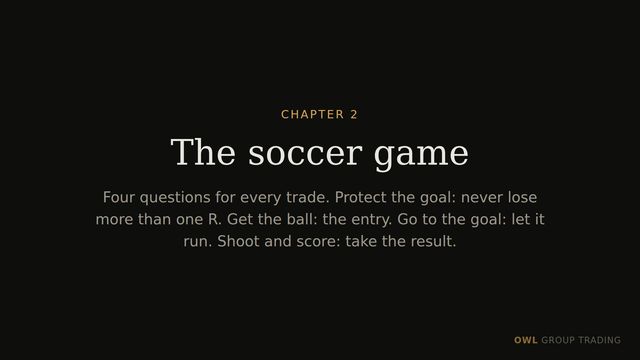 CHAPTER 2
The soccer game
Four questions for every trade. Protect the goal: never lose
more than one R. Get the ball: the entry. Go to the goal: let it
run. Shoot and score: take the result.
OWL GROUP TRADING